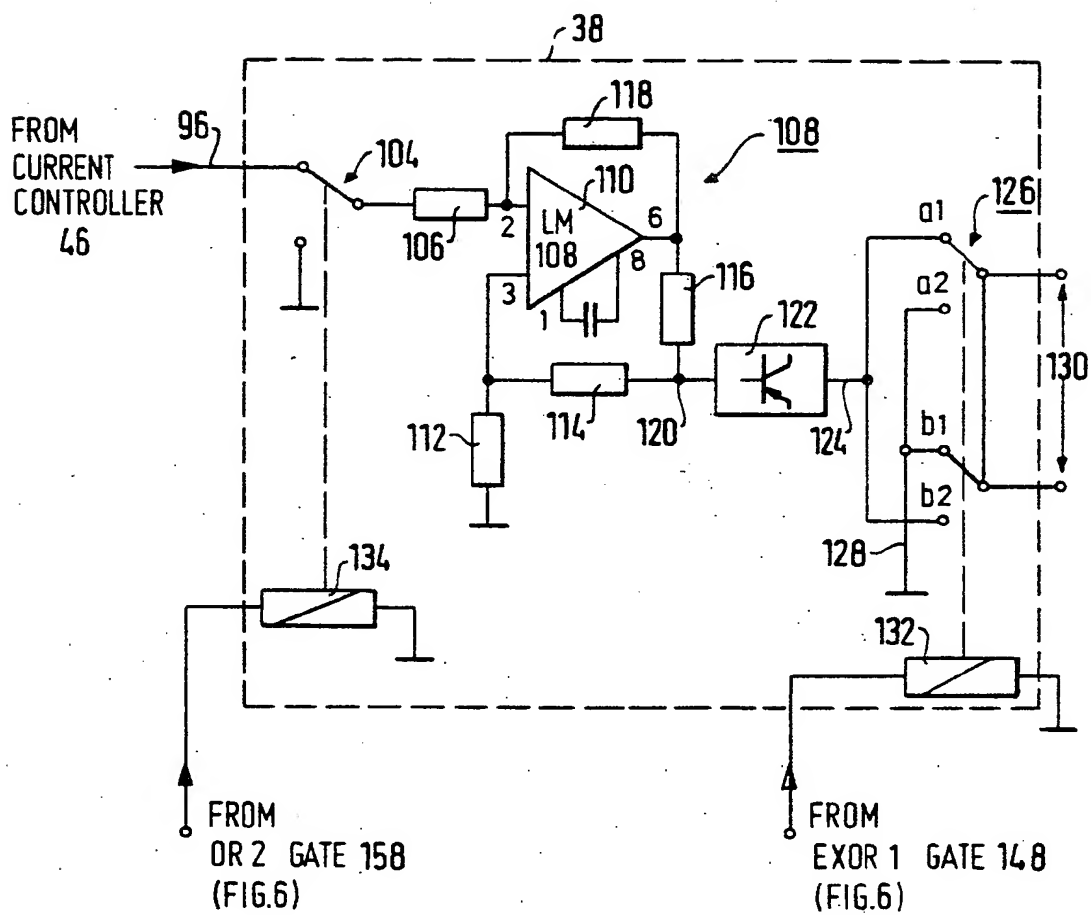 38
FROM
CURRENT
CONTROLLER
46
96
104
106
118
108
110
LM
108
2
3
6
8
1
116
112
114
120
122
124
a1
a2
b1
b2
126
128
130
134
132
FROM
OR 2 GATE 158
(FIG.6)
FROM
EXOR 1 GATE 148
(FIG.6)